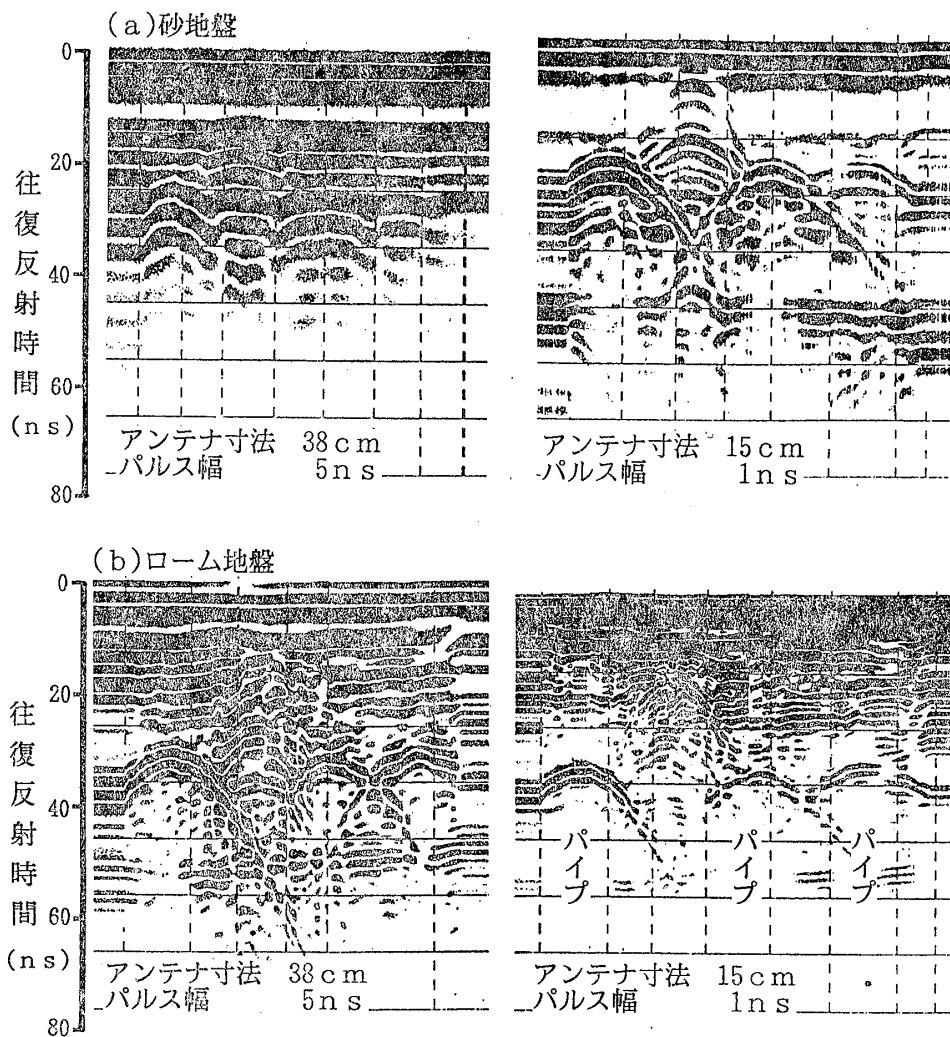 (a)砂地盤
0
20
40
60
80
往復反射時間(ns)
アンテナ寸法 38cm
パルス幅 5ns
アンテナ寸法 15cm
パルス幅 1ns
(b)ローム地盤
0
20
40
60
80
往復反射時間(ns)
アンテナ寸法 38cm
パルス幅 5ns
パイプ
パイプ
パイプ
アンテナ寸法 15cm
パルス幅 1ns